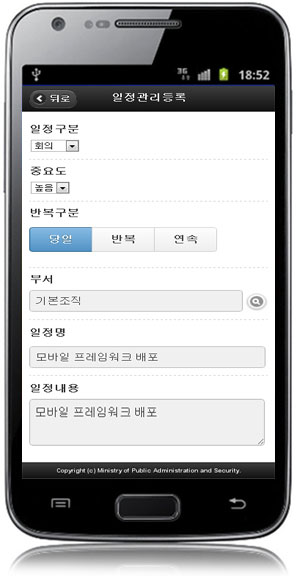 3G
18:52
뒤로
일정관리등록
일정구분
회의
중요도
높음
반복구분
당일 반복 연속
부서
기본조직
일정명
모바일 프레임워크 배포
일정내용
모바일 프레임워크 배포
Copyright (c) Ministry of Public Administration and Security.